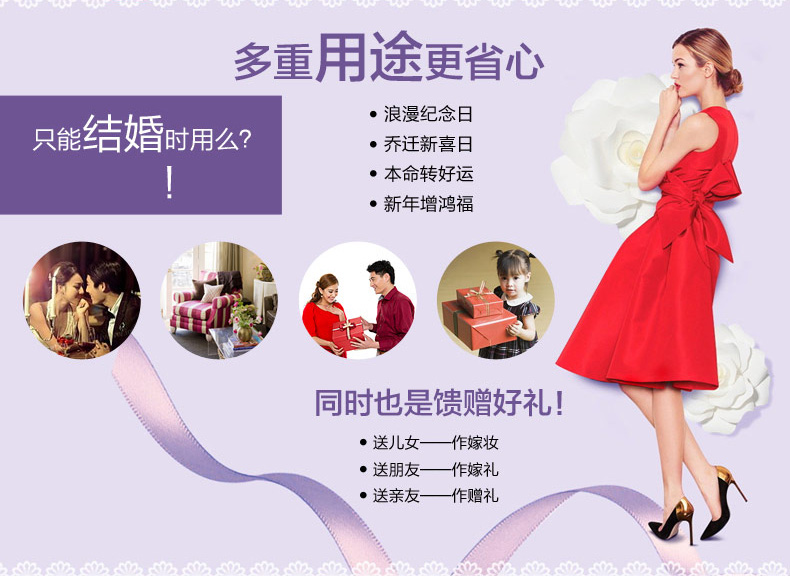 多重用途更省心
只能结婚时用么?
!
• 浪漫纪念日
• 乔迁新喜日
• 本命转好运
• 新年增鸿福
同时也是馈赠好礼!
• 送儿女——作嫁妆
• 送朋友——作嫁礼
• 送亲友——作赠礼